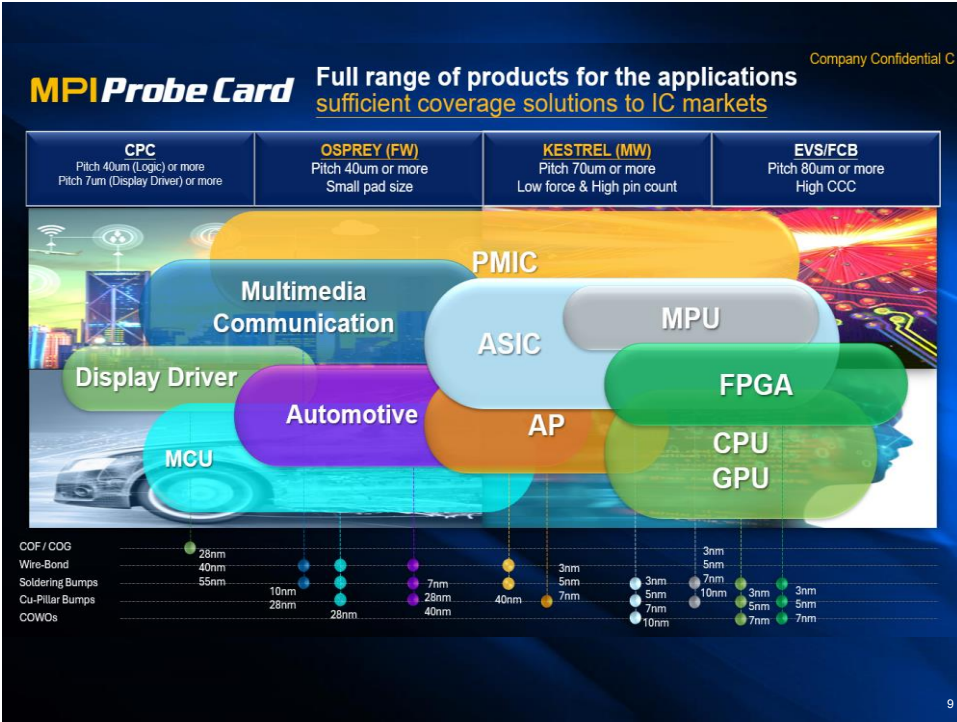 Company Confidential C
MPI Probe Card
Full range of products for the applications
sufficient coverage solutions to IC markets
CPC
Pitch 40um (Logic) or more
Pitch 7um (Display Driver) or more
OSPREY (FW)
Pitch 40um or more
Small pad size
KESTREL (MW)
Pitch 70um or more
Low force & High pin count
EVS/FCB
Pitch 80um or more
High CCC
PMIC
Multimedia
Communication
ASIC
MPU
Display Driver
FPGA
Automotive
AP
MCU
CPU
GPU
COF / COG
Wire-Bond
Soldering Bumps
Cu-Pillar Bumps
COWOs
28nm
40nm
55nm
10nm
28nm
28nm
7nm
28nm
40nm
40nm
3nm
5nm
7nm
3nm
5nm
7nm
10nm
3nm
5nm
7nm
10nm
3nm
5nm
7nm
3nm
5nm
7nm
9